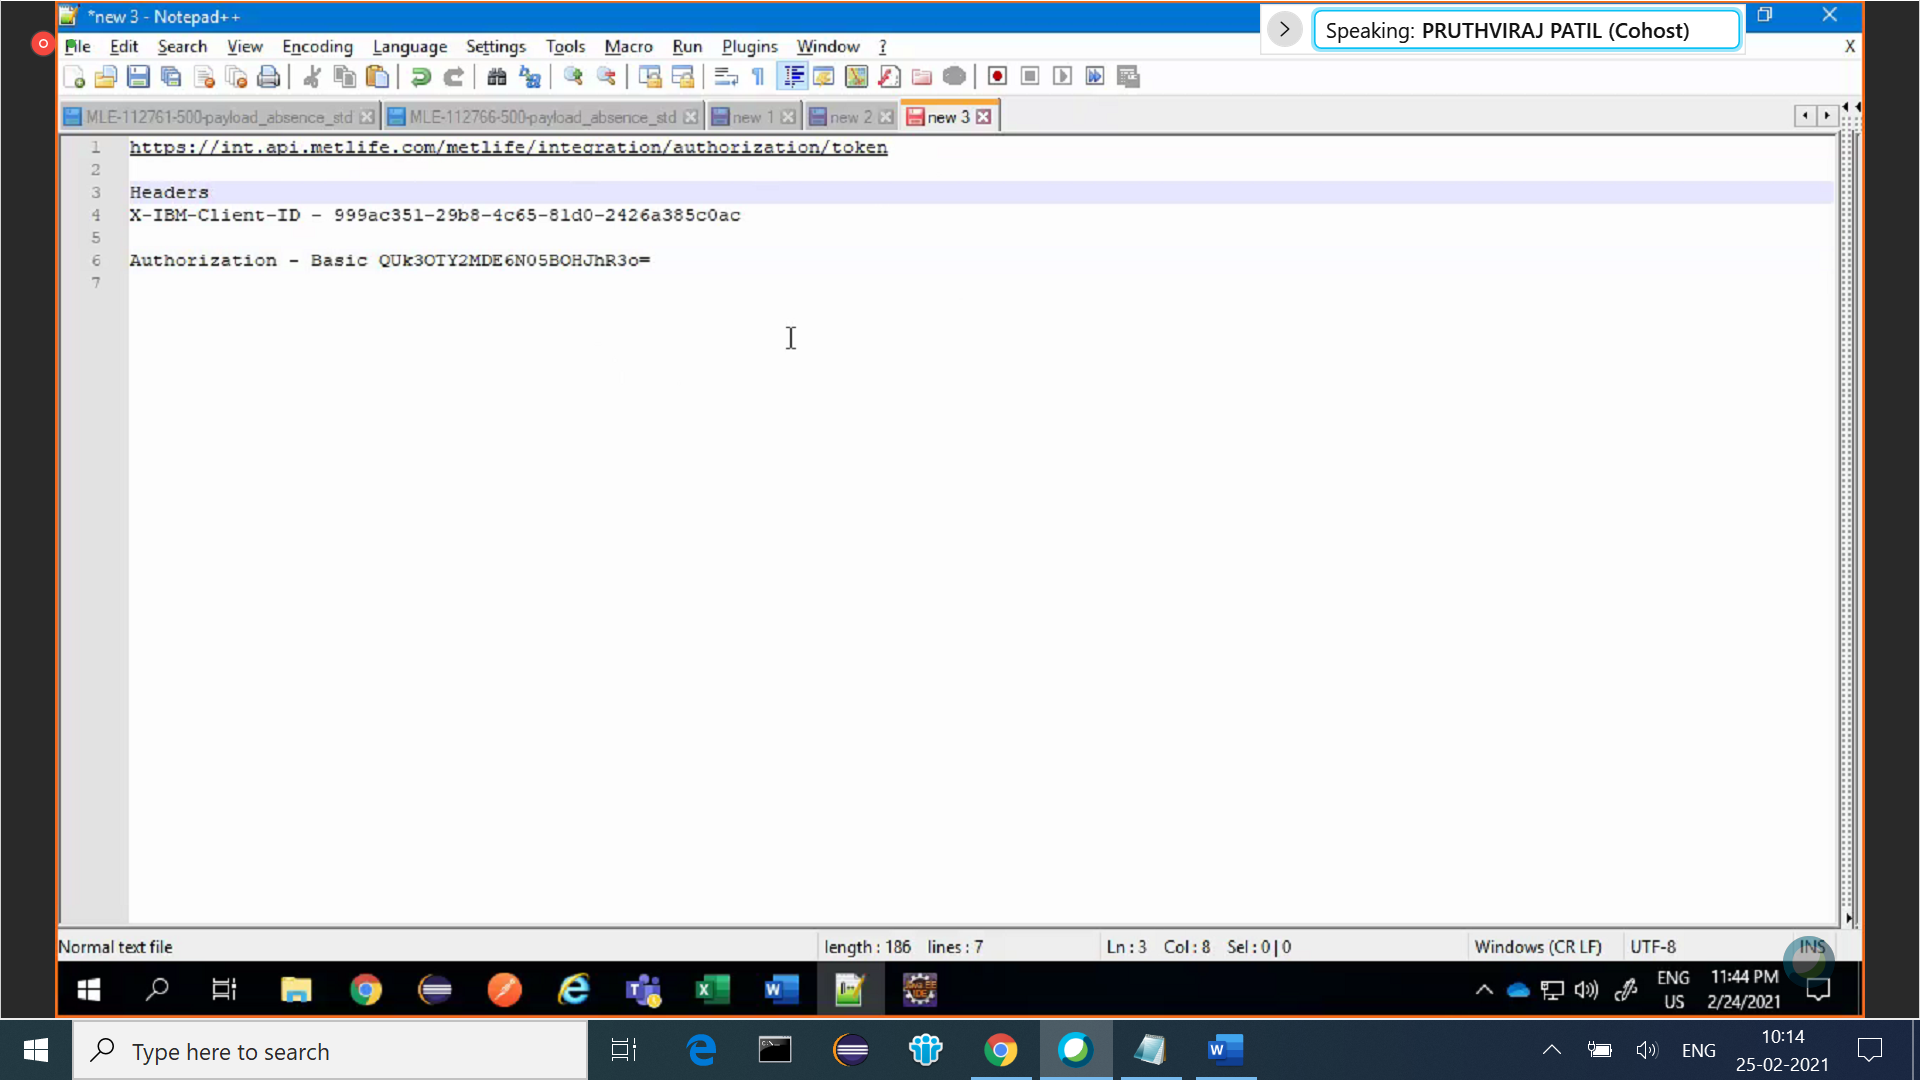 *new 3 - Notepad++
Speaking: PRUTHVIRAJ PATIL (Cohost)
File Edit Search View Encoding Language Settings Tools Macro Run Plugins Window ?
X
MLE-112761-500-payload_absence_std
MLE-112766-500-payload_absence_std
new 1
new 2
new 3
1 https://int.api.metlife.com/metlife/integration/authorization/token
2
3 Headers
4 X-IBM-Client-ID - 999ac351-29b8-4c65-81d0-2426a385c0ac
5
6 Authorization - Basic QUk3OTY2MDE6N05BOHJhR3o=
7
Normal text file
length : 186 lines : 7
Ln : 3 Col : 8 Sel : 0 | 0
Windows (CR LF)
UTF-8
INS
ENG
US
11:44 PM
2/24/2021
Type here to search
ENG
10:14
25-02-2021